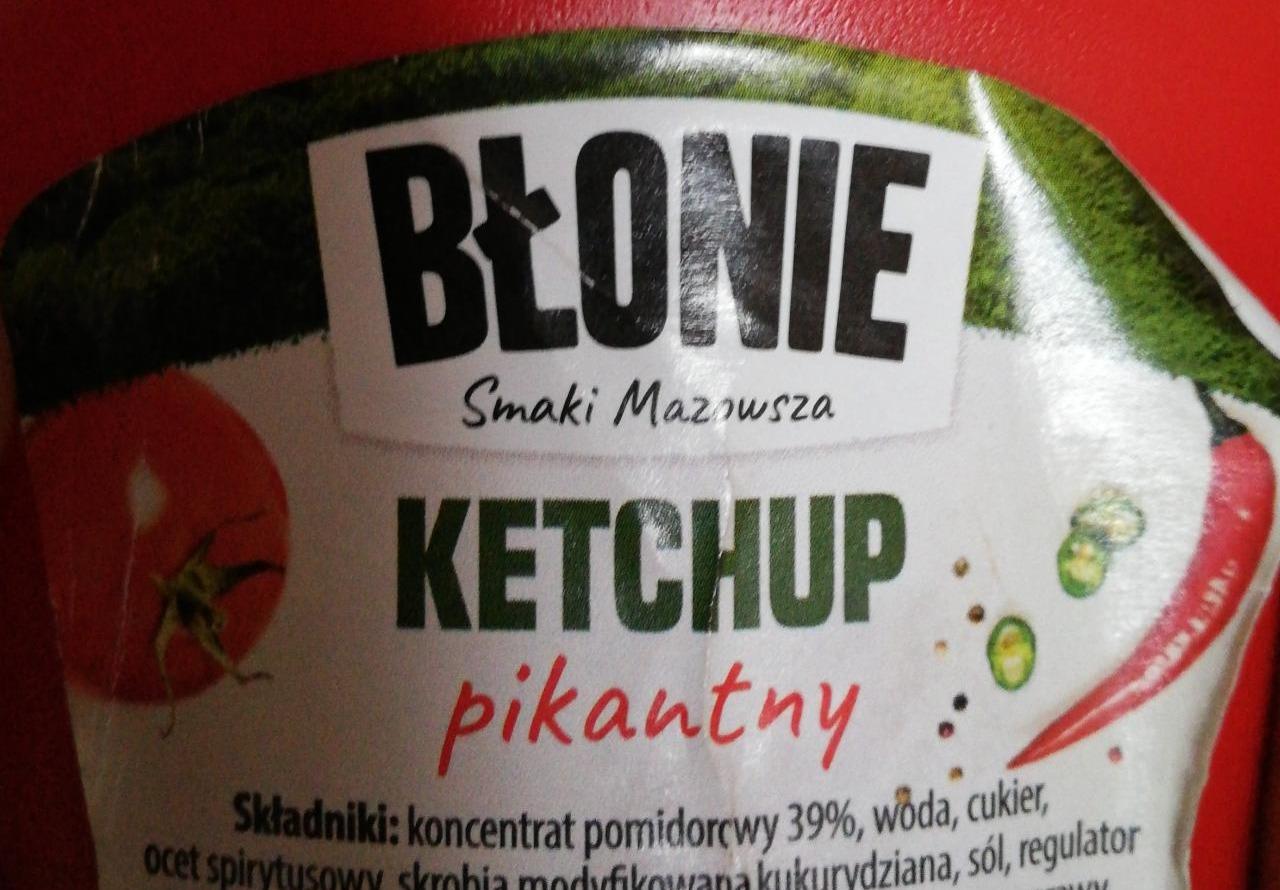 BŁONIE
Smaki Mazowsza
KETCHUP
pikantny
Składniki: koncentrat pomidorowy 39%, woda, cukier,
ocet spirytusowy, skrobia modyfikowana kukurydziana, sól, regulator